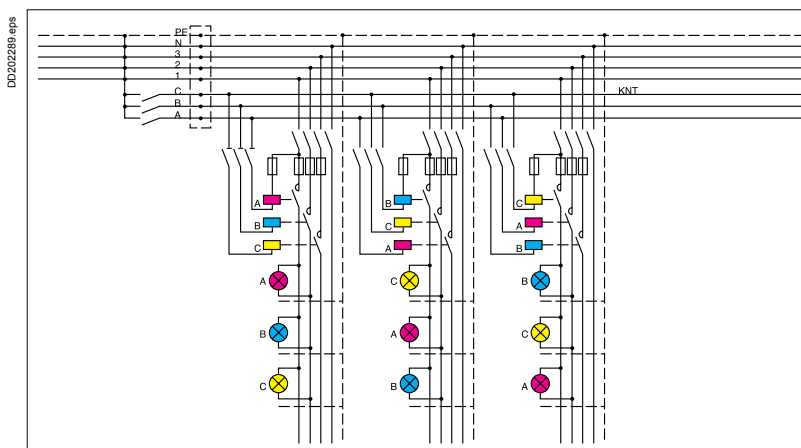 DD202289.eps
PE
N
3
2
1
C KNT
B
A
A B C
B C A
C A B
A C B
B A C
C B A